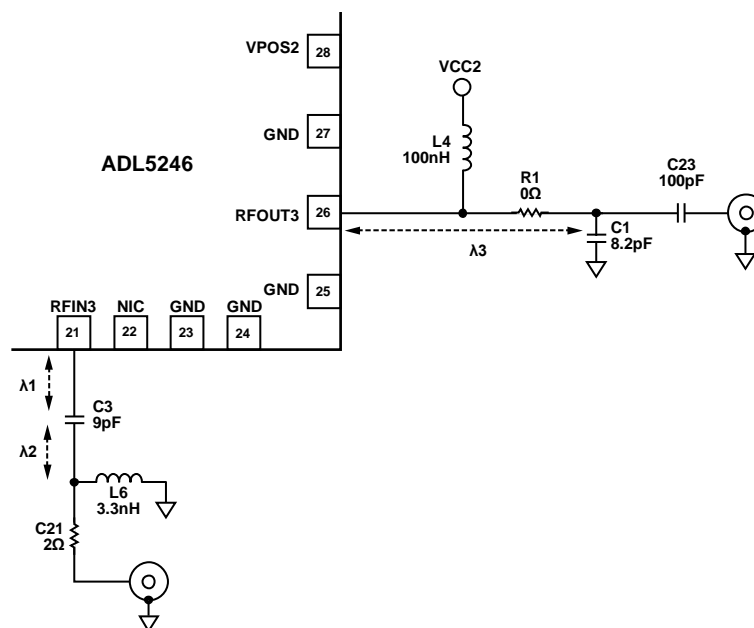 VPOS2
28
VCC2
GND
27
L4
100nH
ADL5246
R1
0Ω
C23
100pF
RFOUT3
26
C1
8.2pF
λ3
GND
25
RFIN3
NIC
GND
GND
21
22
23
24
λ1
C3
9pF
λ2
L6
3.3nH
C21
2Ω